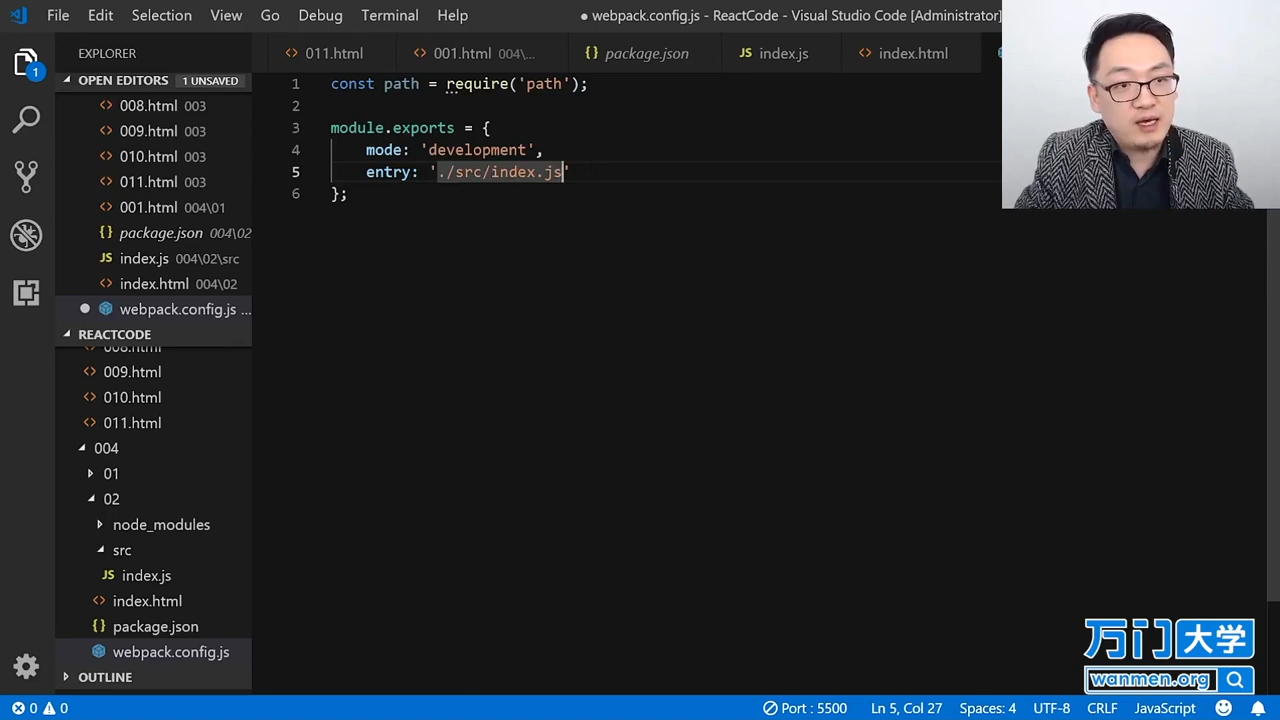 File Edit Selection View Go Debug Terminal Help
● webpack.config.js - ReactCode - Visual Studio Code [Administrator]
EXPLORER
OPEN EDITORS 1 UNSAVED
008.html 003
009.html 003
010.html 003
011.html 003
001.html 004\01
package.json 004\02
index.js 004\02\src
index.html 004\02
webpack.config.js ...
REACTCODE
008.html
009.html
010.html
011.html
004
01
02
node_modules
src
JS index.js
index.html
{} package.json
webpack.config.js
OUTLINE
011.html 001.html 004\... package.json JS index.js index.html
1 const path = require('path');
2
3 module.exports = {
4 mode: 'development',
5 entry: './src/index.js'
6 };
万门大学
wanmen.org
0 0 Port : 5500 Ln 5, Col 27 Spaces: 4 UTF-8 CRLF JavaScript